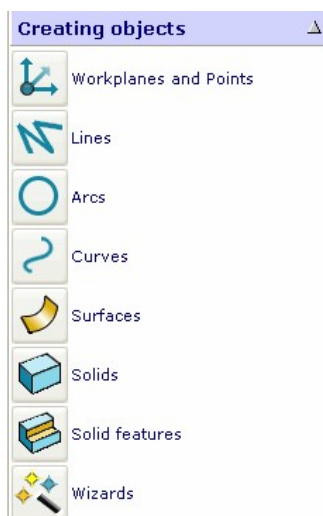 Creating objects
Workplanes and Points
Lines
Arcs
Curves
Surfaces
Solids
Solid features
Wizards